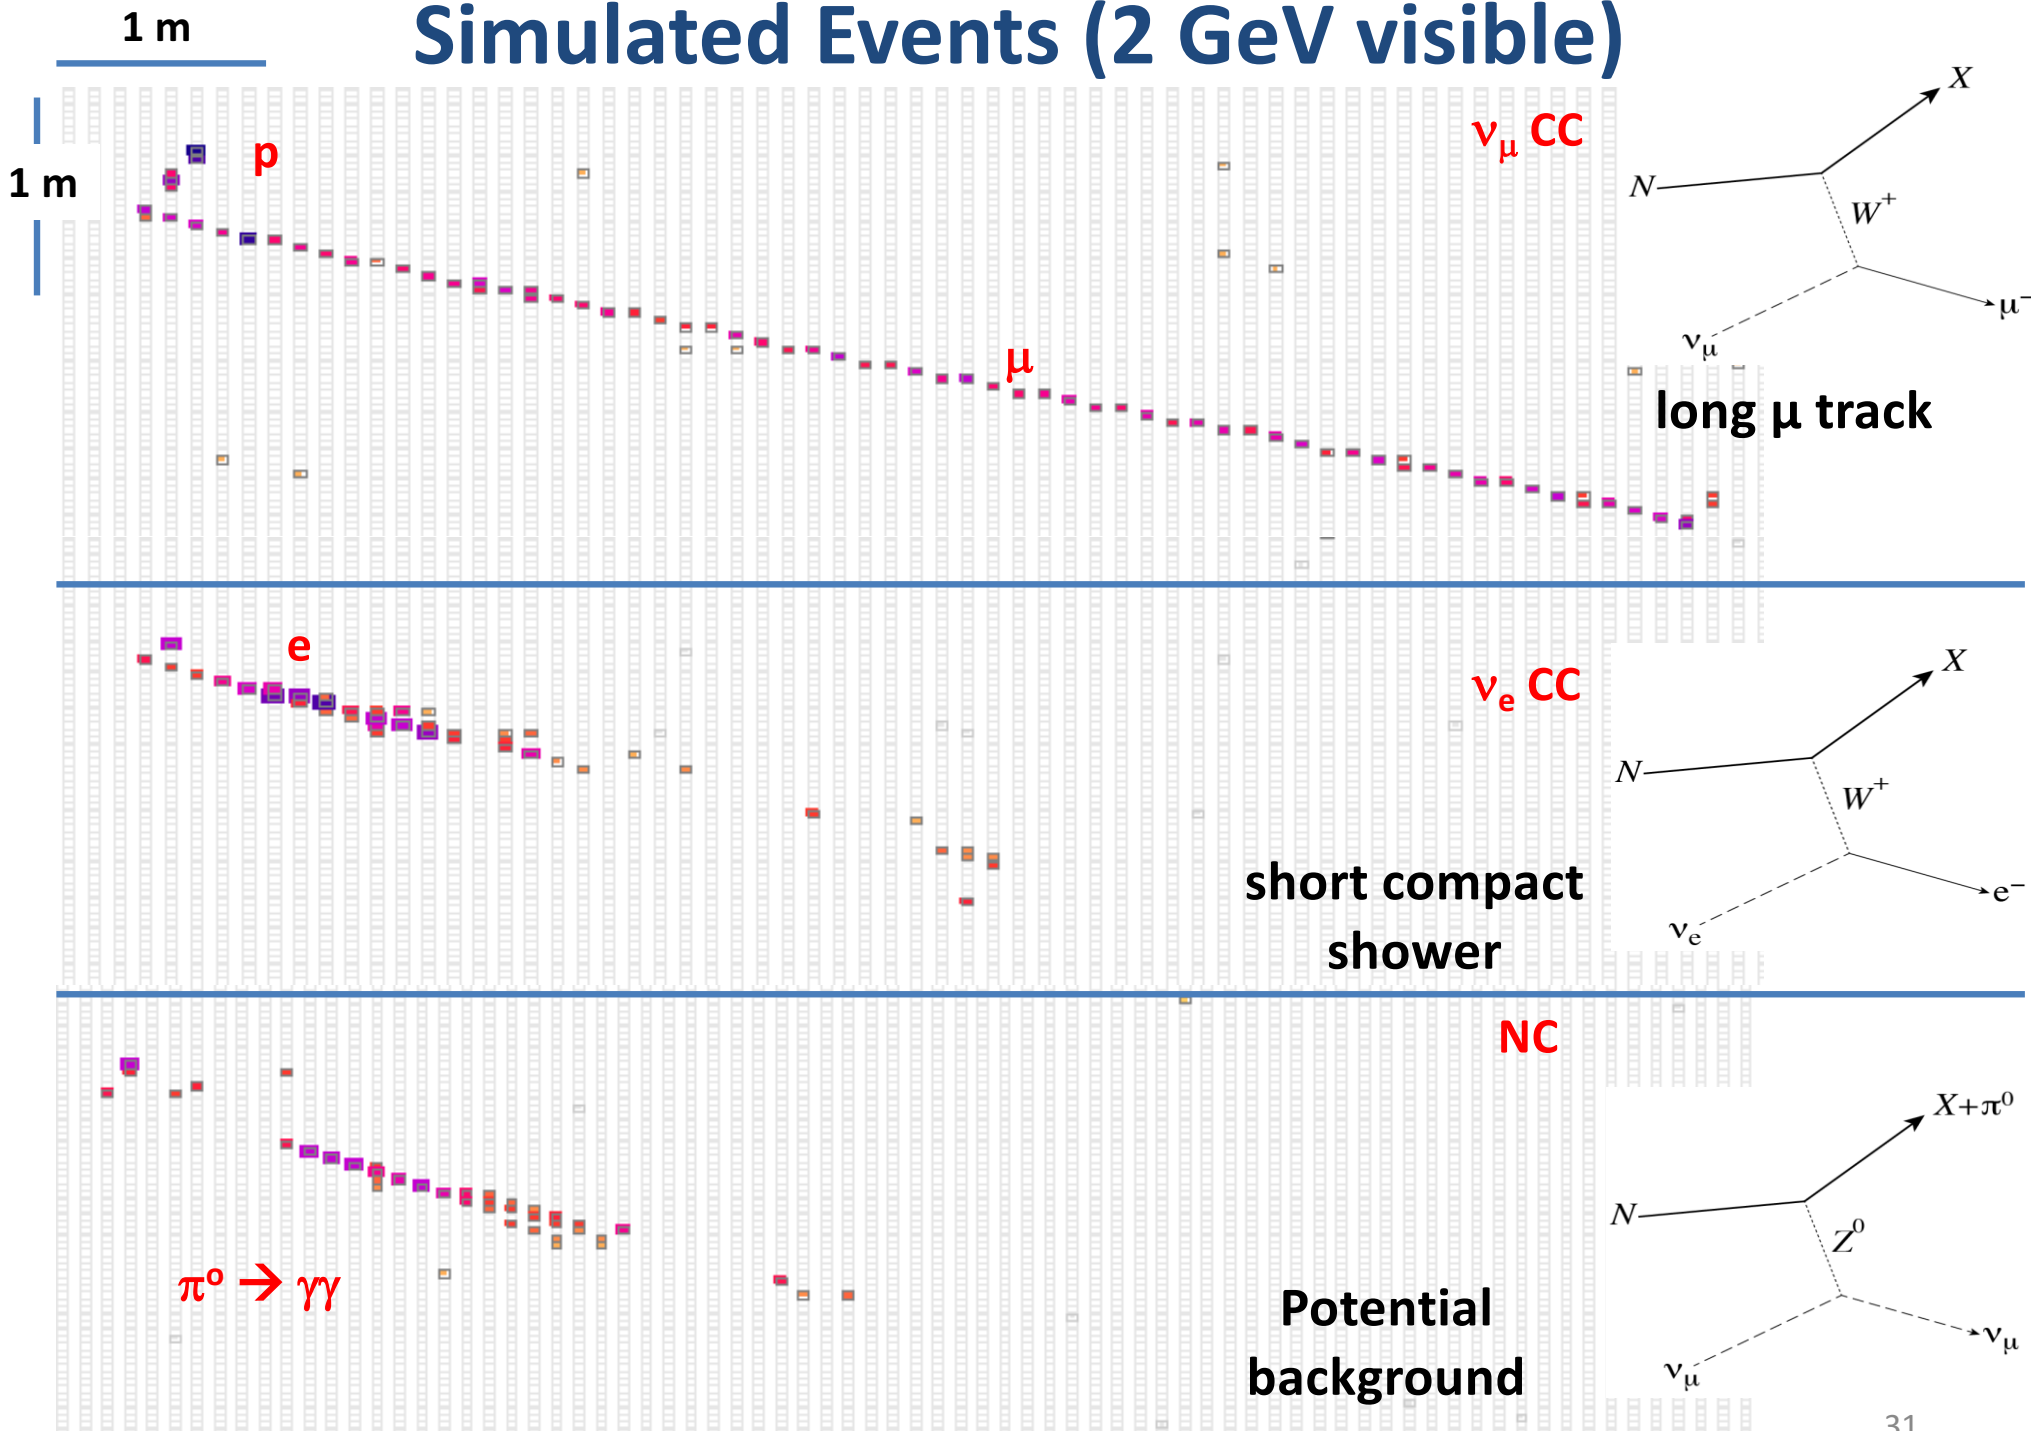 1 m
Simulated Events (2 GeV visible)
1 m
p
νμ CC
X
N
W⁺
μ⁻
νμ
μ
long μ track
e
νe CC
X
N
W⁺
e⁻
νe
short compact
shower
NC
X+π⁰
N
Z⁰
νμ
νμ
πᵒ → γγ
Potential
background
31